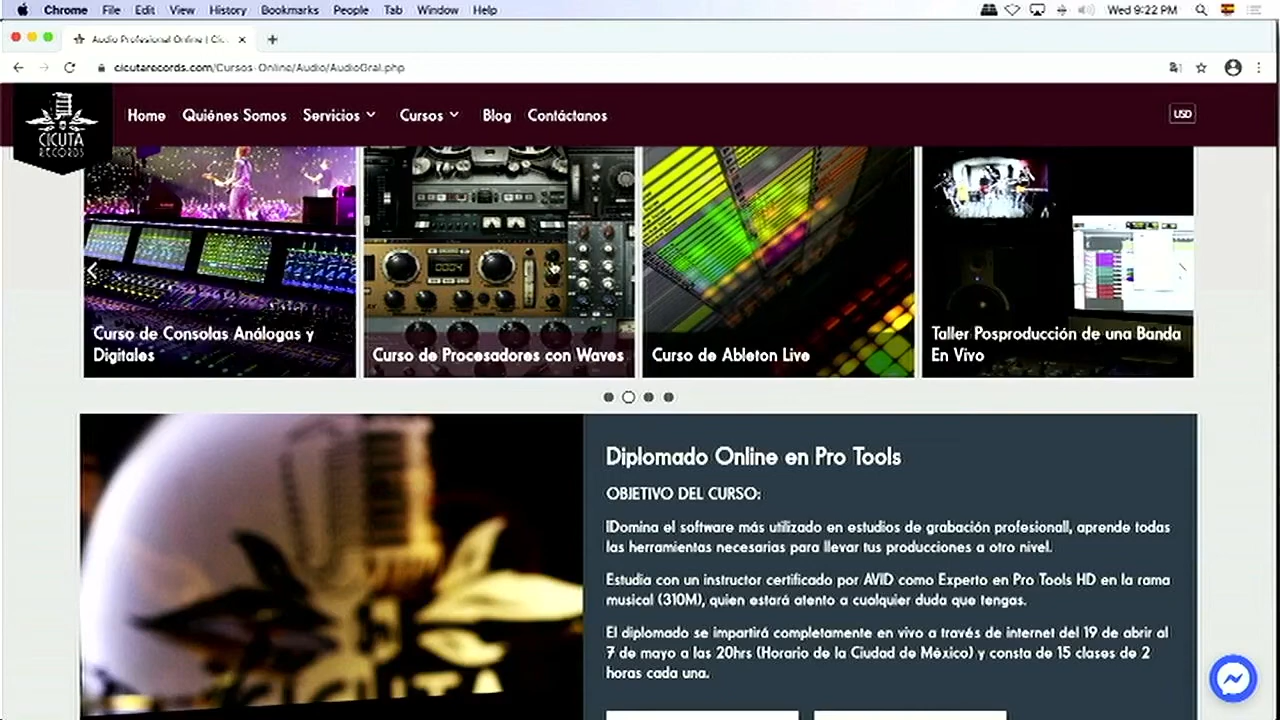 Chrome File Edit View History Bookmarks People Tab Window Help Wed 9:22 PM
Audio Profesional Online | Cic
cicutarecords.com/Cursos-Online/Audio/AudioGral.php
CICUTA
RECORDS
Home Quiénes Somos Servicios Cursos Blog Contáctanos USD
Curso de Consolas Análogas y
Digitales
Curso de Procesadores con Waves
Curso de Ableton Live
Taller Posproducción de una Banda
En Vivo
Diplomado Online en Pro Tools
OBJETIVO DEL CURSO:
IDomina el software más utilizado en estudios de grabación profesionall, aprende todas
las herramientas necesarias para llevar tus producciones a otro nivel.
Estudia con un instructor certificado por AVID como Experto en Pro Tools HD en la rama
musical (310M), quien estará atento a cualquier duda que tengas.
El diplomado se impartirá completamente en vivo a través de internet del 19 de abrir al
7 de mayo a las 20hrs (Horario de la Ciudad de México) y consta de 15 clases de 2
horas cada una.
CICUTA